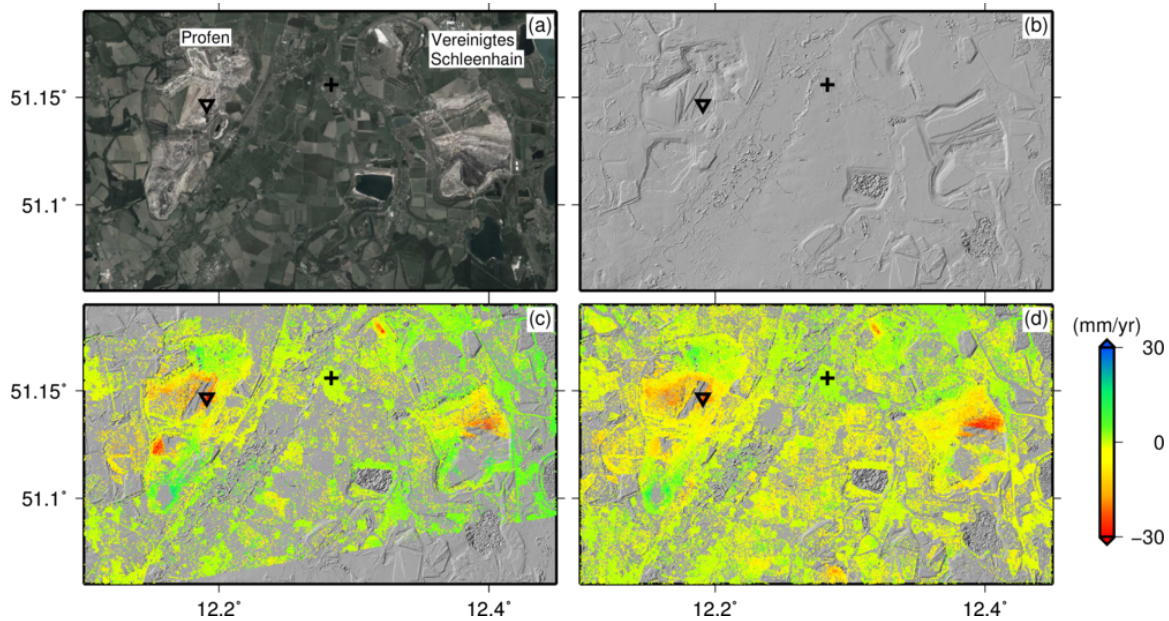 (a)
Profen
Vereinigtes
Schleenhain
51.15°
51.1°
(b)
(c)
51.15°
51.1°
12.2°
12.4°
(d)
12.2°
12.4°
(mm/yr)
30
0
−30